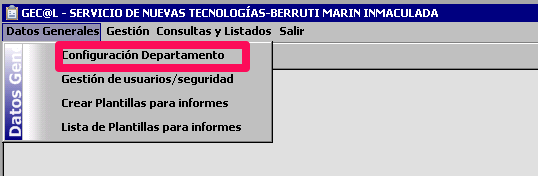 GEC@L - SERVICIO DE NUEVAS TECNOLOGÍAS-BERRUTI MARIN INMACULADA
Datos Generales Gestión Consultas y Listados Salir
Configuración Departamento
Gestión de usuarios/seguridad
Crear Plantillas para informes
Lista de Plantillas para informes
Datos Gen